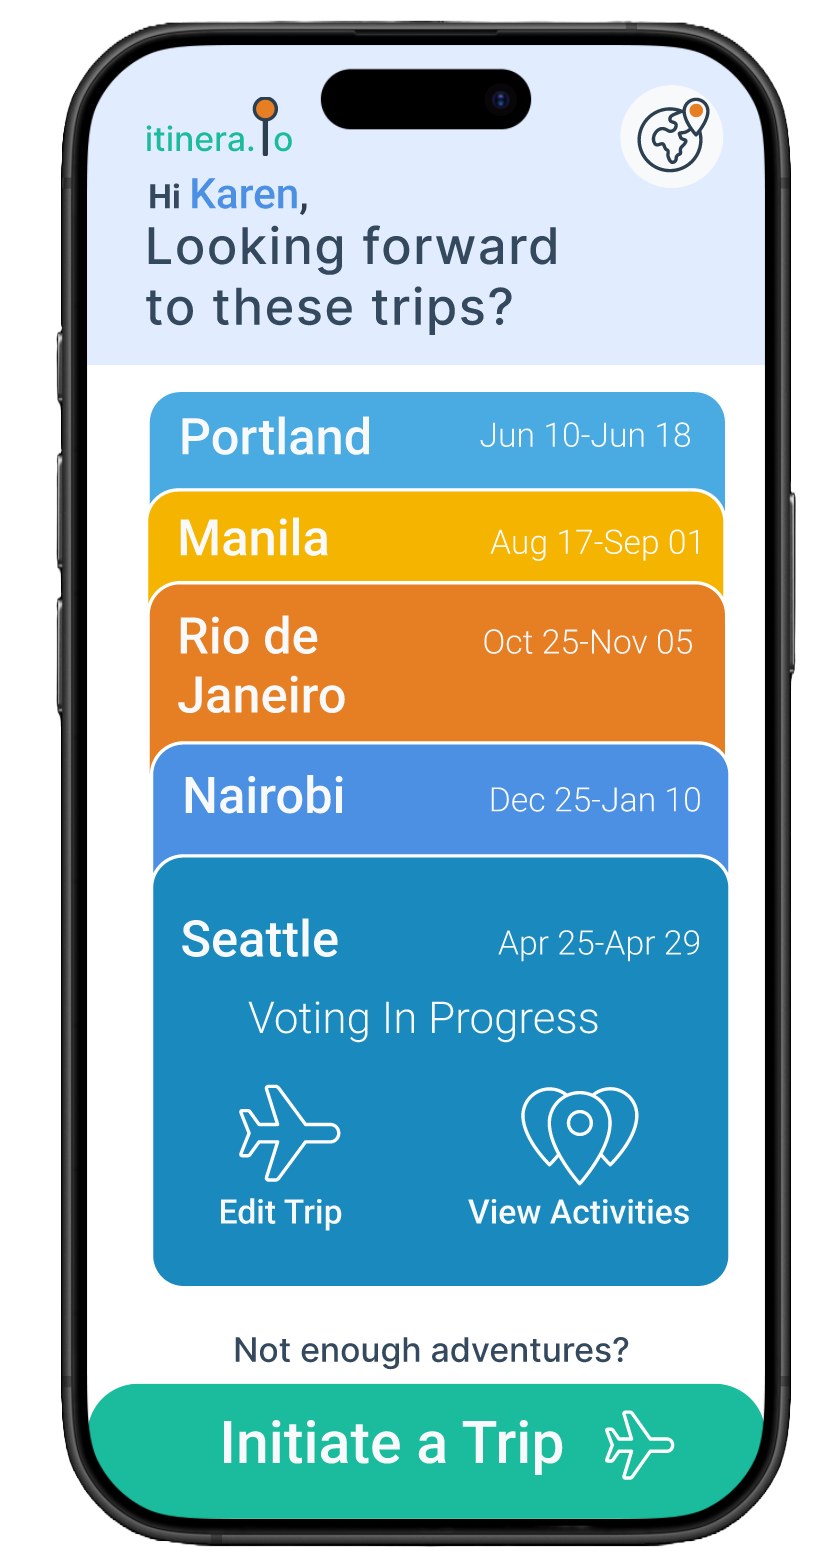 itinera.io
Hi Karen,
Looking forward
to these trips?
Portland
Jun 10-Jun 18
Manila
Aug 17-Sep 01
Rio de
Janeiro
Oct 25-Nov 05
Nairobi
Dec 25-Jan 10
Seattle
Apr 25-Apr 29
Voting In Progress
Edit Trip
View Activities
Not enough adventures?
Initiate a Trip